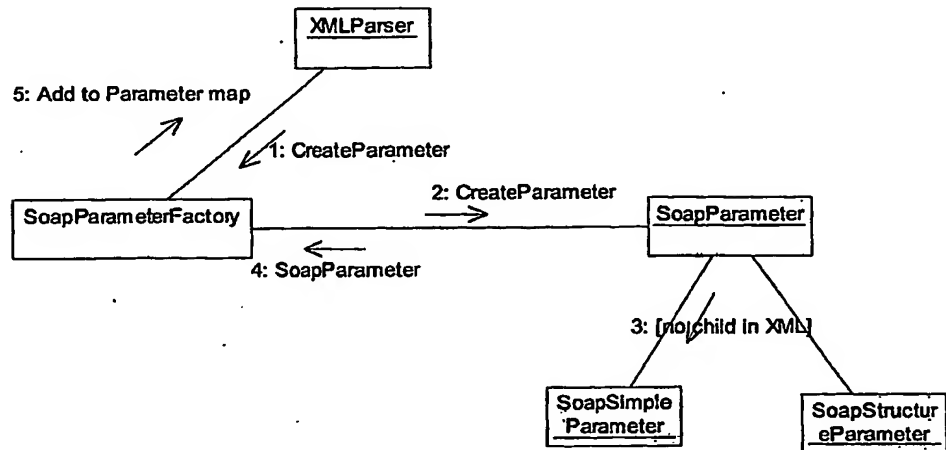 XMLParser
5: Add to Parameter map
1: CreateParameter
2: CreateParameter
SoapParameterFactory
SoapParameter
4: SoapParameter
3: [no child in XML]
SoapSimple
Parameter
SoapStructur
eParameter